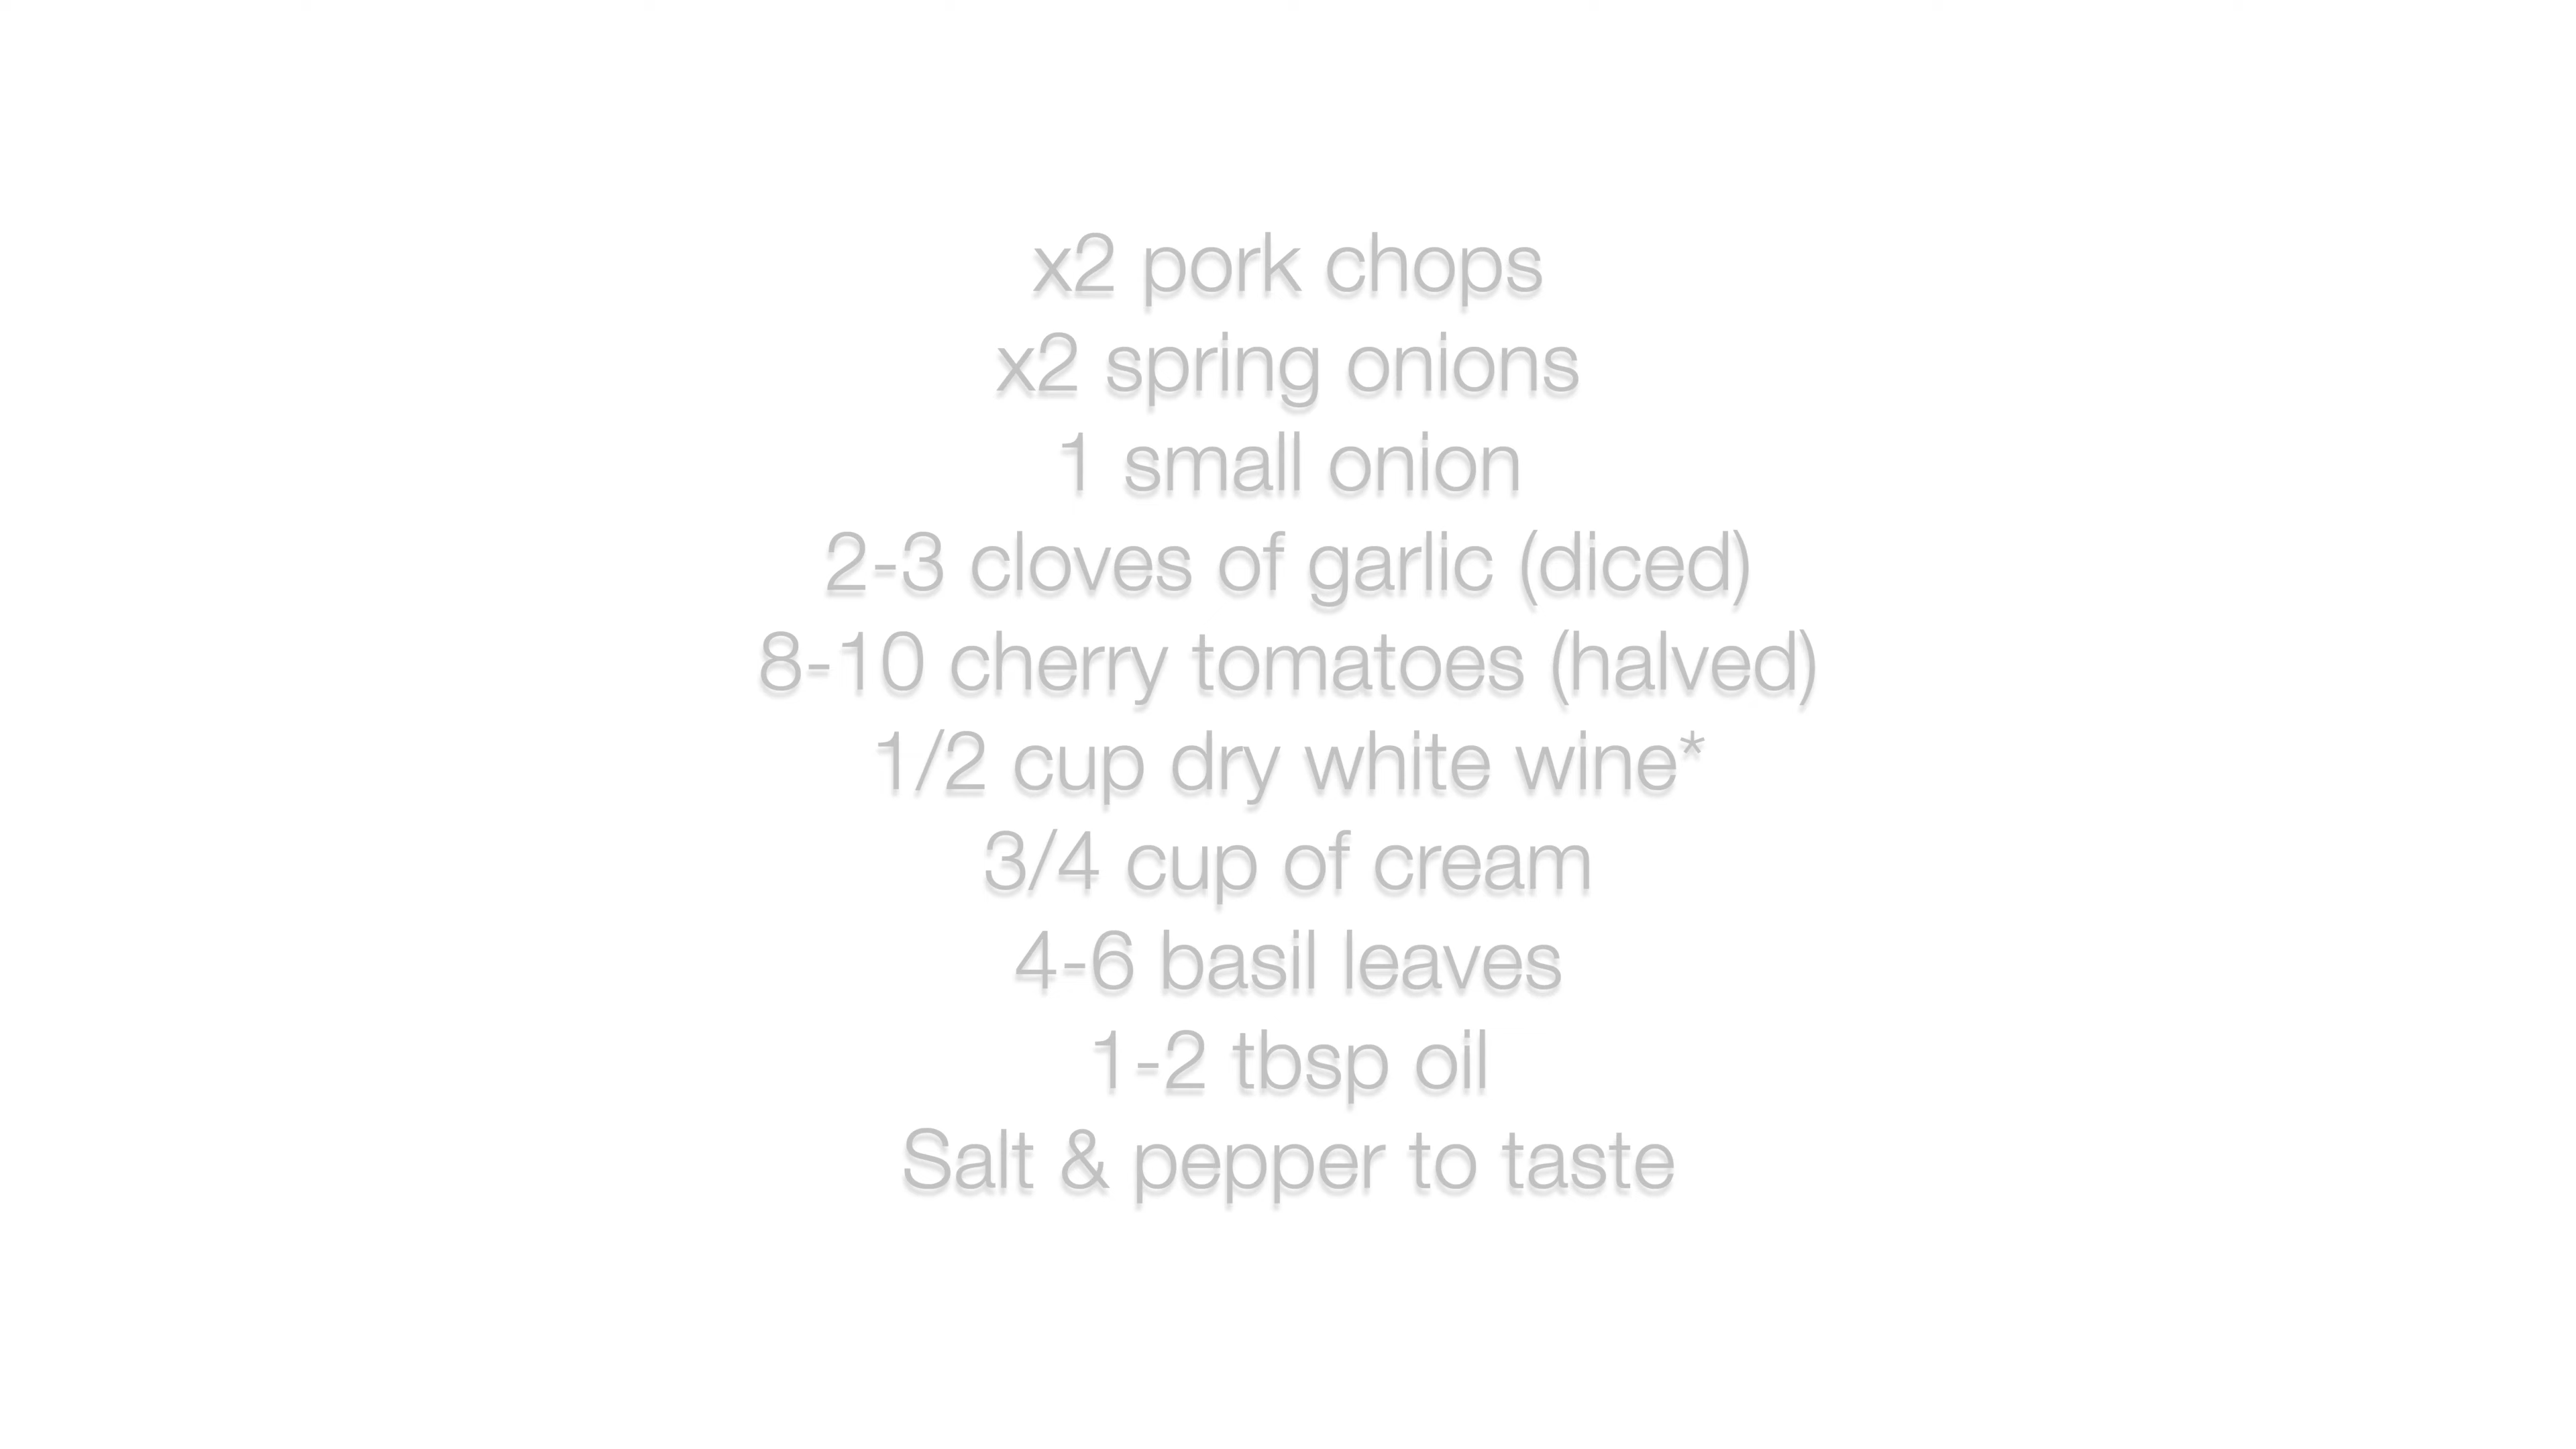 x2 pork chops
x2 spring onions
1 small onion
2-3 cloves of garlic (diced)
8-10 cherry tomatoes (halved)
1/2 cup dry white wine*
3/4 cup of cream
4-6 basil leaves
1-2 tbsp oil
Salt & pepper to taste